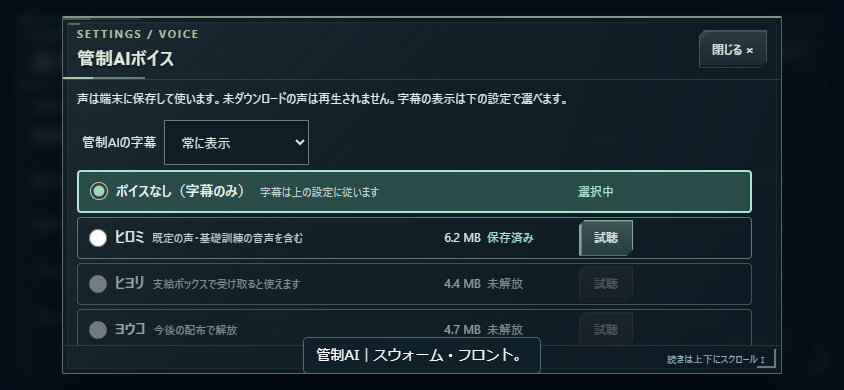 SETTINGS / VOICE
管制AIボイス
閉じる ×
声は端末に保存して使います。未ダウンロードの声は再生されません。字幕の表示は下の設定で選べます。
管制AIの字幕 常に表示
ボイスなし（字幕のみ） 字幕は上の設定に従います 選択中
ヒロミ 既定の声・基礎訓練の音声を含む 6.2 MB 保存済み 試聴
ヒヨリ 支給ボックスで受け取ると使えます 4.4 MB 未解放 試聴
ヨウコ 今後の配布で解放 4.7 MB 未解放 試聴
管制AI｜スウォーム・フロント。
続きは上下にスクロール ↕